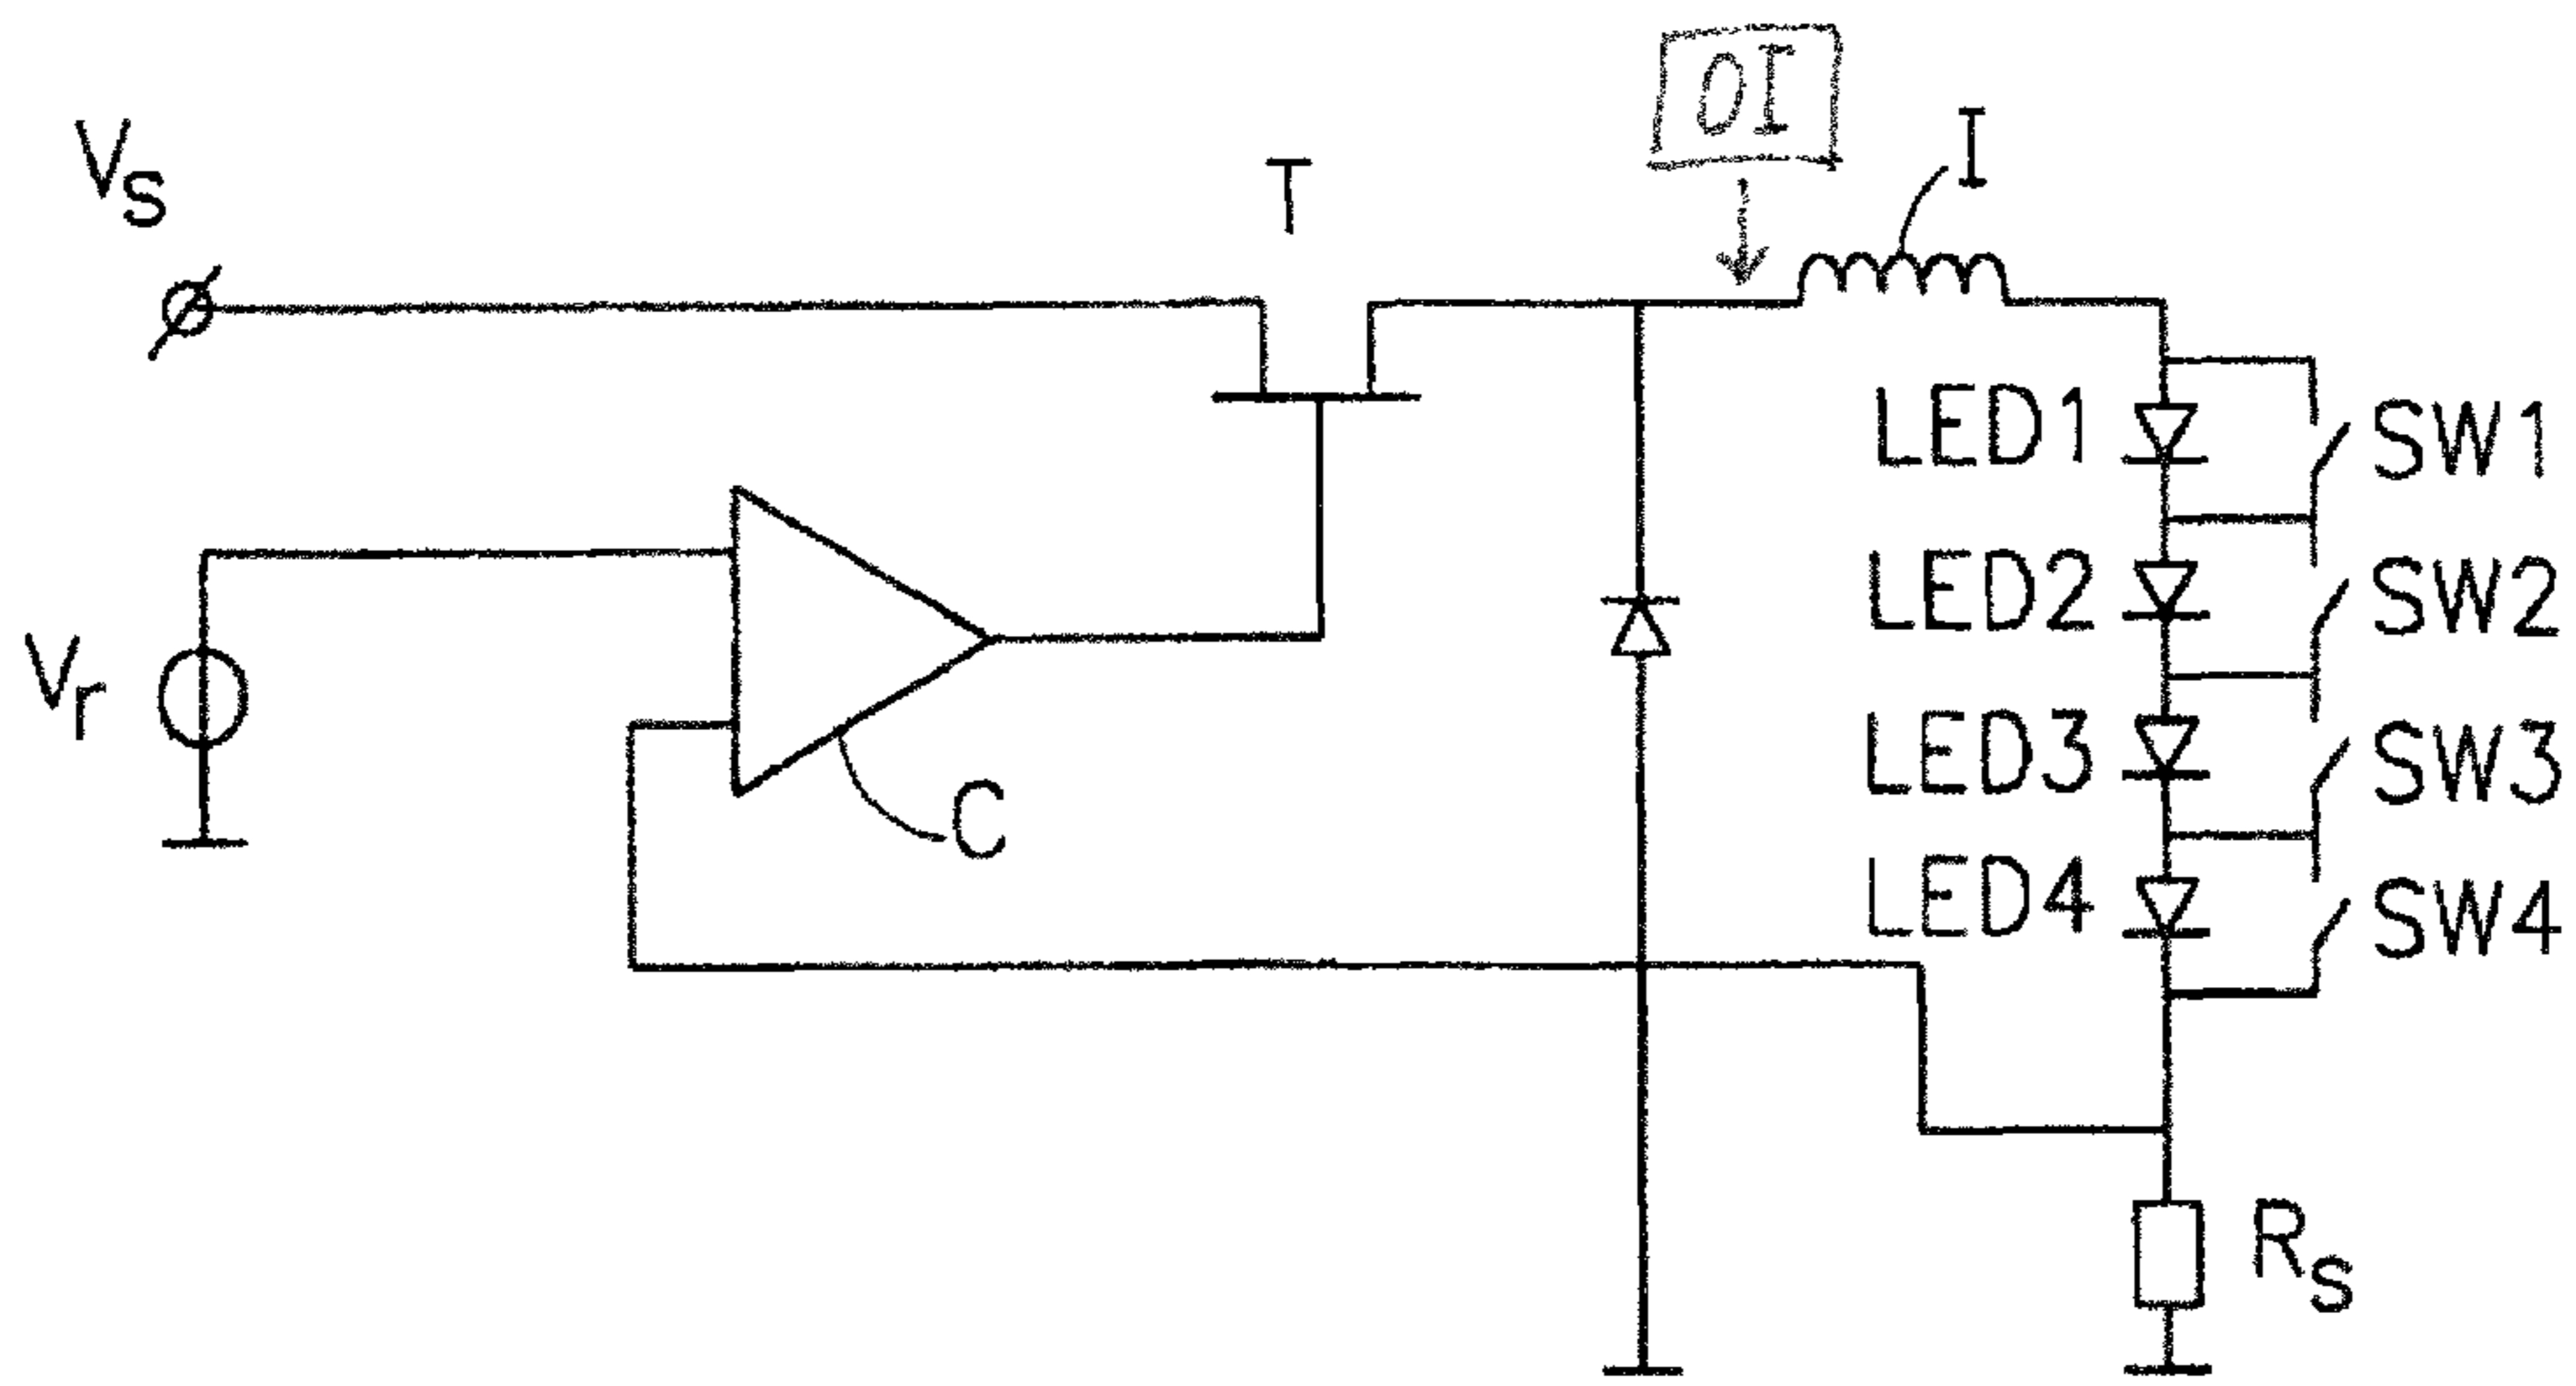 OI
I
Vs
T
LED1 SW1
LED2 SW2
Vr
LED3 SW3
C
LED4 SW4
Rs